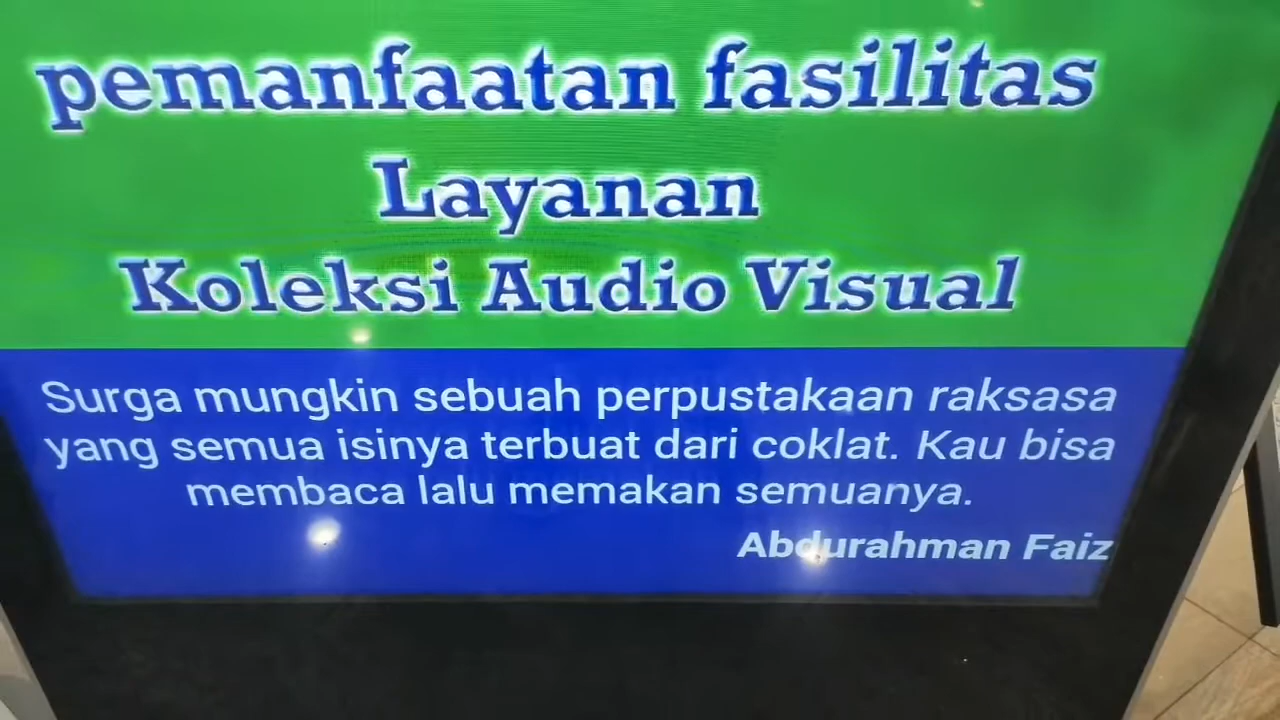 pemanfaatan fasilitas
Layanan
Koleksi Audio Visual
Surga mungkin sebuah perpustakaan raksasa
yang semua isinya terbuat dari coklat. Kau bisa
membaca lalu memakan semuanya.
Abdurahman Faiz